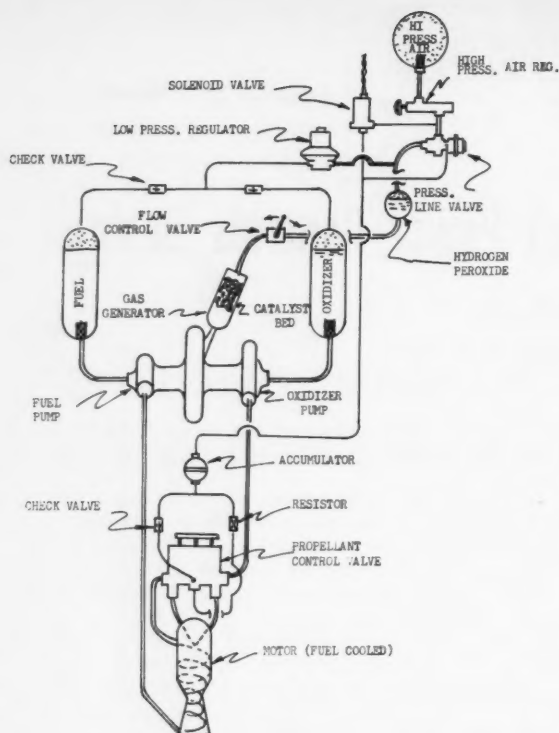 HI
PRESS
AIR
HIGH
PRESS. AIR REG.
SOLENOID VALVE
LOW PRESS. REGULATOR
CHECK VALVE
PRESS.
LINE VALVE
FLOW
CONTROL VALVE
HYDROGEN
PEROXIDE
FUEL
OXIDIZER
GAS
GENERATOR
CATALYST
BED
FUEL
PUMP
OXIDIZER
PUMP
ACCUMULATOR
CHECK VALVE
RESISTOR
PROPELLANT
CONTROL VALVE
MOTOR (FUEL COOLED)